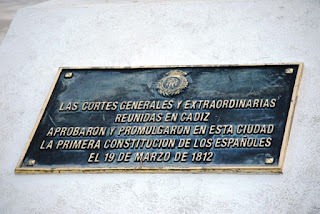 LAS CORTES GENERALES Y EXTRAORDINARIAS
REUNIDAS EN CADIZ
APROBARON Y PROMULGARON EN ESTA CIUDAD
LA PRIMERA CONSTITUCION DE LOS ESPAÑOLES
EL 19 DE MARZO DE 1812